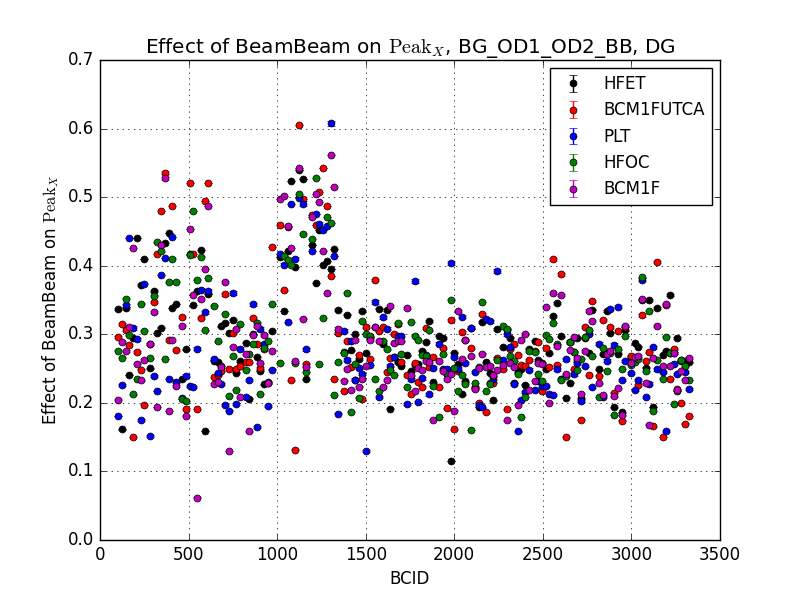 Effect of BeamBeam on Peak_X, BG_OD1_OD2_BB, DG
0.7
0.6
0.5
0.4
0.3
0.2
0.1
0.0
Effect of BeamBeam on Peak_X
HFET
BCM1FUTCA
PLT
HFOC
BCM1F
0 500 1000 1500 2000 2500 3000 3500
BCID